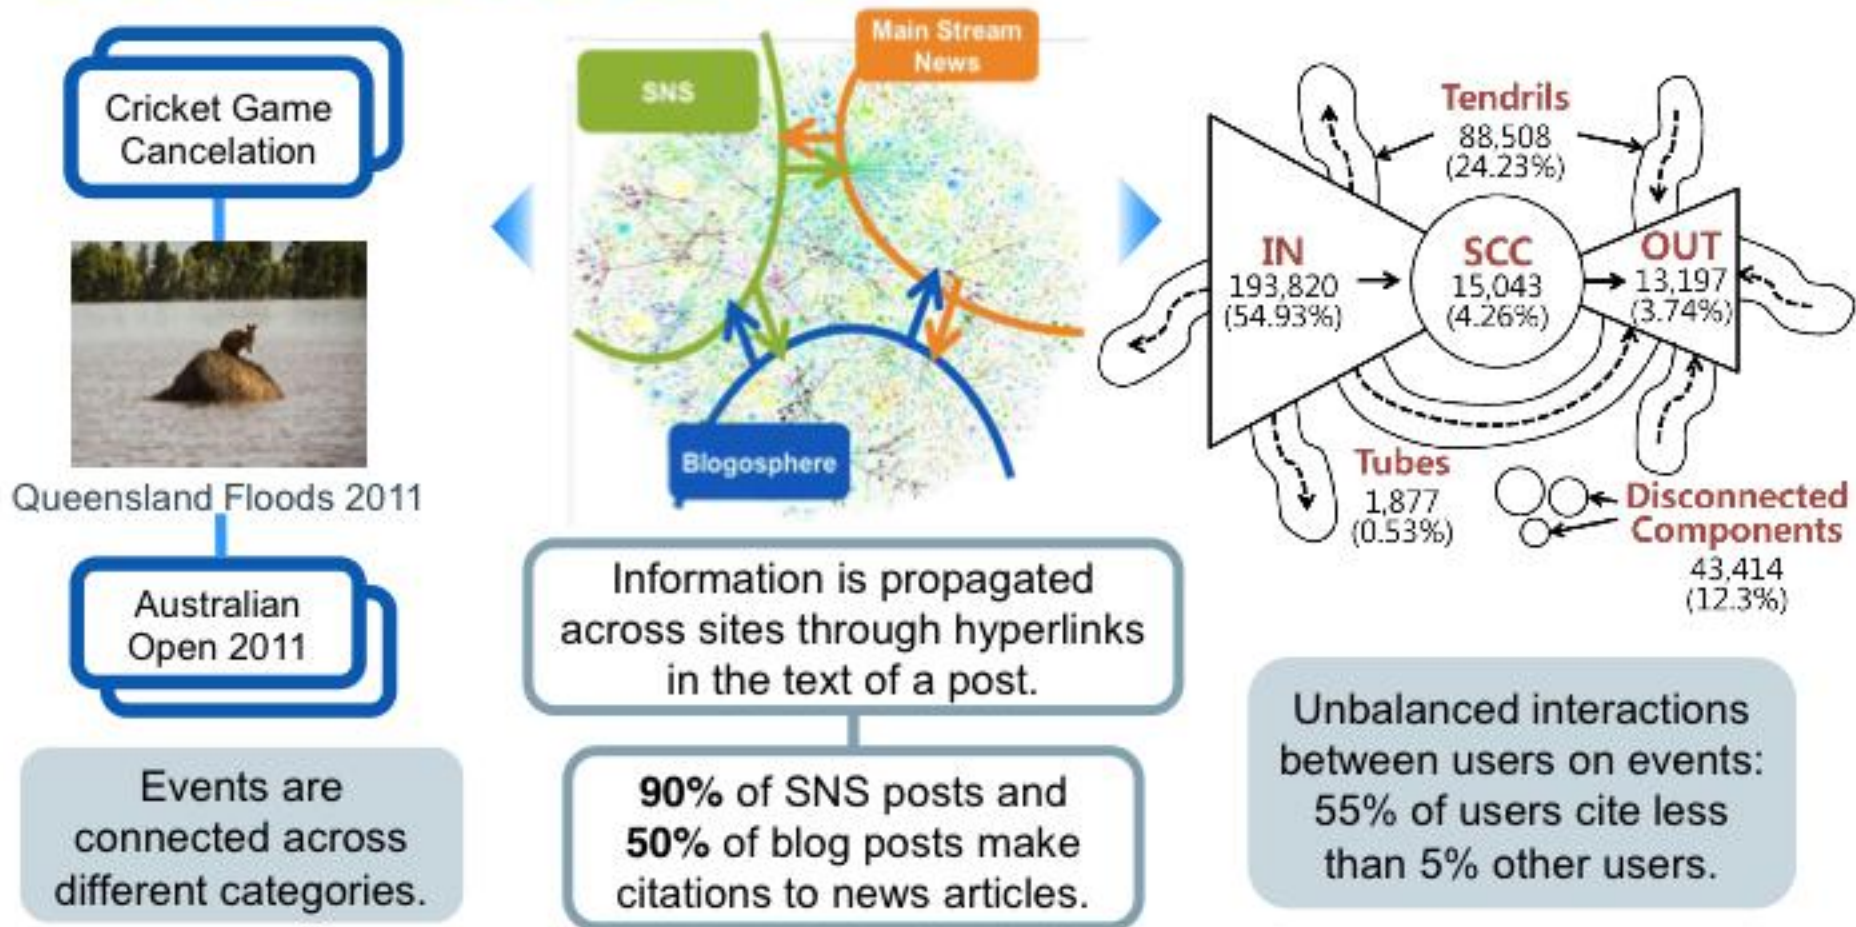 Cricket Game
Cancelation
Queensland Floods 2011
Australian
Open 2011
Events are
connected across
different categories.
SNS
Main Stream
News
Blogosphere
Information is propagated
across sites through hyperlinks
in the text of a post.
90% of SNS posts and
50% of blog posts make
citations to news articles.
Tendrils
88,508
(24.23%)
IN
193,820
(54.93%)
SCC
15,043
(4.26%)
OUT
13,197
(3.74%)
Tubes
1,877
(0.53%)
Disconnected
Components
43,414
(12.3%)
Unbalanced interactions
between users on events:
55% of users cite less
than 5% other users.